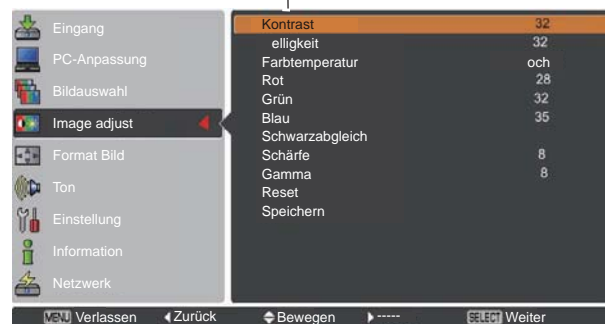 Eingang
PC-Anpassung
Bildauswahl
Image adjust
Format Bild
Ton
Einstellung
Information
Netzwerk
Kontrast 32
elligkeit 32
Farbtemperatur och
Rot 28
Grün 32
Blau 35
Schwarzabgleich
Schärfe 8
Gamma 8
Reset
Speichern
MENU Verlassen Zurück Bewegen ----- SELECT Weiter